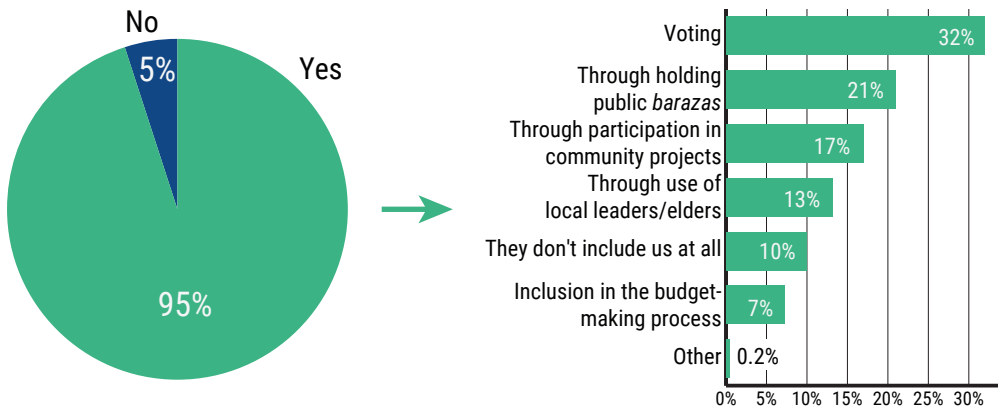 No
5%
Yes
95%
Voting
32%
Through holding
public barazas
21%
Through participation in
community projects
17%
Through use of
local leaders/elders
13%
They don't include us at all
10%
Inclusion in the budget-
making process
7%
Other
0.2%
0% 5% 10% 15% 20% 25% 30%